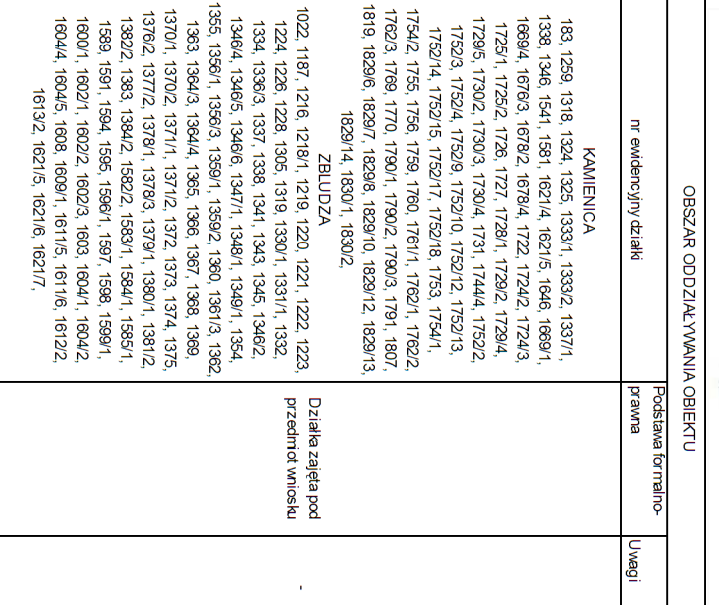 OBSZAR ODDZIAŁYWANIA OBIEKTU
nr ewidencyjny działki
Podstawa formalno-
prawna
Uwagi
KAMIENICA
183, 1259, 1318, 1324, 1325, 1333/1, 1333/2, 1337/1,
1338, 1346, 1541, 1581, 1621/4, 1621/5, 1646, 1669/1,
1669/4, 1676/3, 1678/2, 1678/4, 1722, 1724/2, 1724/3,
1725/1, 1725/2, 1726, 1727, 1728/1, 1729/2, 1729/4,
1729/5, 1730/2, 1730/3, 1730/4, 1731, 1744/4, 1752/2,
1752/3, 1752/4, 1752/9, 1752/10, 1752/12, 1752/13,
1752/14, 1752/15, 1752/17, 1752/18, 1753, 1754/1,
1754/2, 1755, 1756, 1759, 1760, 1761/1, 1762/1, 1762/2,
1762/3, 1769, 1770, 1790/1, 1790/2, 1790/3, 1791, 1807,
1819, 1829/6, 1829/7, 1829/8, 1829/10, 1829/12, 1829/13,
1829/14, 1830/1, 1830/2,
ZBLUDZA
1022, 1187, 1216, 1218/1, 1219, 1220, 1221, 1222, 1223,
1224, 1226, 1228, 1305, 1319, 1330/1, 1331/1, 1332,
1334, 1336/3, 1337, 1338, 1341, 1343, 1345, 1346/2,
1346/4, 1346/5, 1346/6, 1347/1, 1348/1, 1349/1, 1354,
1355, 1356/1, 1356/3, 1359/1, 1359/2, 1360, 1361/3, 1362,
1363, 1364/3, 1364/4, 1365, 1366, 1367, 1368, 1369,
1370/1, 1370/2, 1371/1, 1371/2, 1372, 1373, 1374, 1375,
1376/2, 1377/2, 1378/1, 1378/3, 1379/1, 1380/1, 1381/2,
1382/2, 1383, 1384/2, 1582/2, 1583/1, 1584/1, 1585/1,
1589, 1591, 1594, 1595, 1596/1, 1597, 1598, 1599/1,
1600/1, 1602/1, 1602/2, 1602/3, 1603, 1604/1, 1604/2,
1604/4, 1604/5, 1608, 1609/1, 1611/5, 1611/6, 1612/2,
1613/2, 1621/5, 1621/6, 1621/7,
Działka zajęta pod
przedmiot wniosku
-